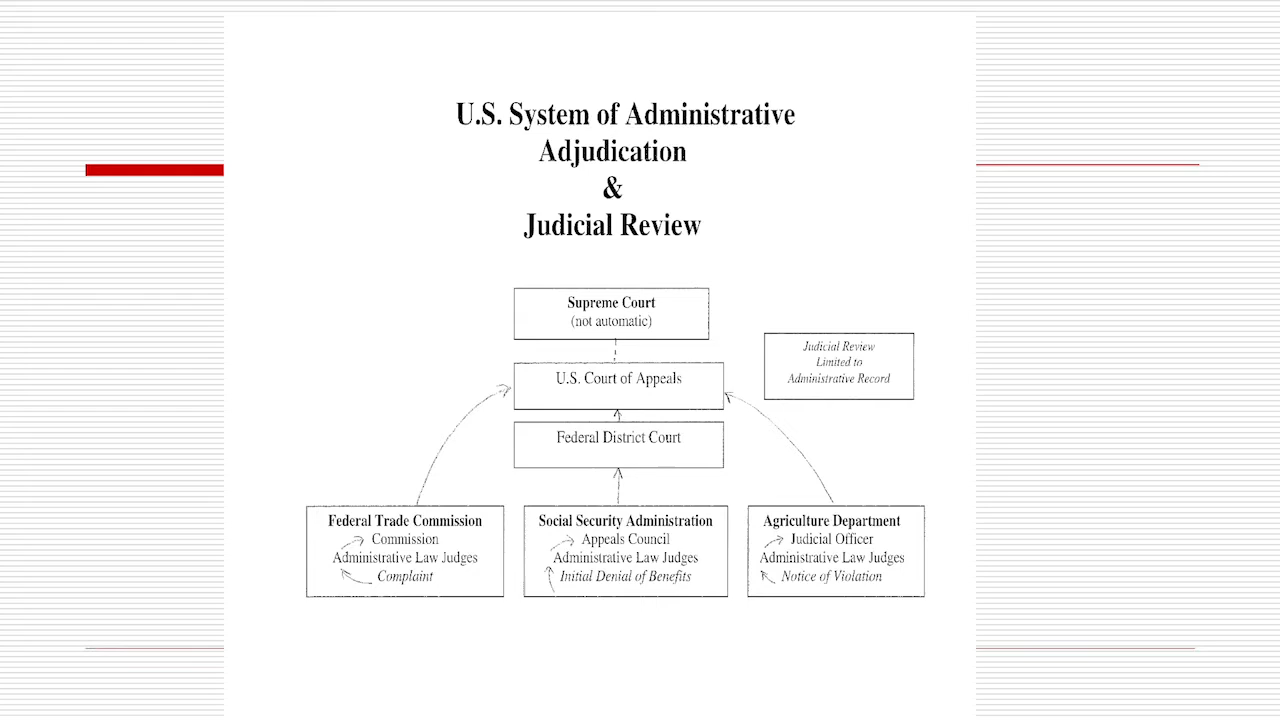 U.S. System of Administrative
Adjudication
&
Judicial Review
Supreme Court
(not automatic)
Judicial Review
Limited to
Administrative Record
U.S. Court of Appeals
Federal District Court
Federal Trade Commission
Commission
Administrative Law Judges
Complaint
Social Security Administration
Appeals Council
Administrative Law Judges
Initial Denial of Benefits
Agriculture Department
Judicial Officer
Administrative Law Judges
Notice of Violation